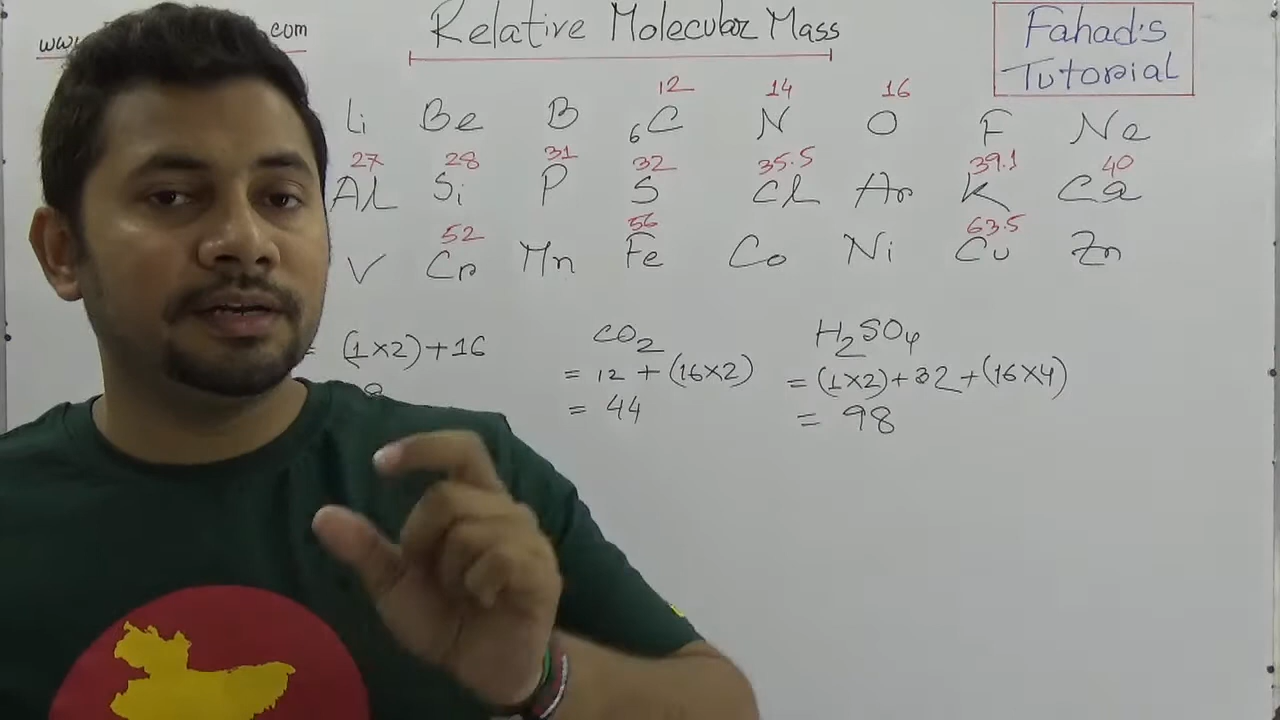 www. com
Relative Molecular Mass
Fahad's
Tutorial
12 14 16
Li Be B ₆C N O F Ne
27 28 31 32 35.5 39.1 40
Al Si P S Cl Ar K Ca
52 56 63.5
V Cr Mn Fe Co Ni Cu Zn
= (1×2)+16
CO₂
= 12 + (16×2)
= 44
H₂SO₄
= (1×2)+32+(16×4)
= 98